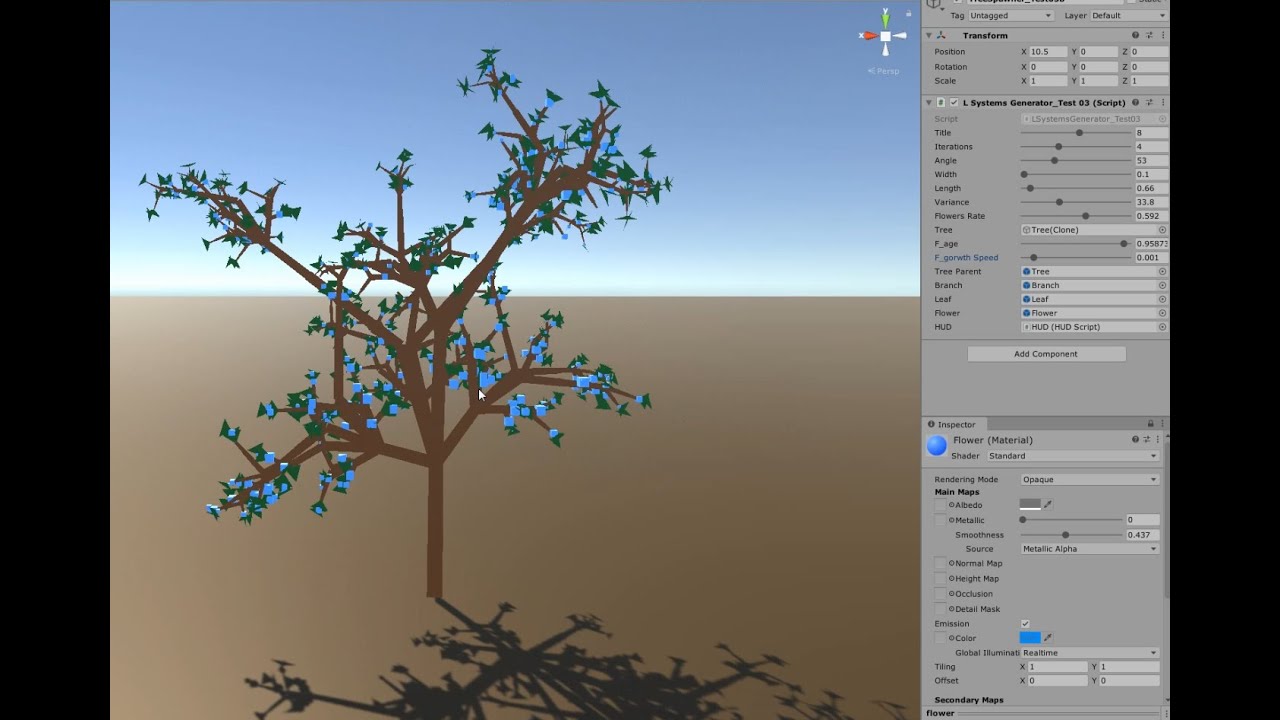 y
x
Persp
Tag Untagged Layer Default
Transform
Position X 10.5 Y 0 Z 0
Rotation X 0 Y 0 Z 0
Scale X 1 Y 1 Z 1
L Systems Generator_Test 03 (Script)
Script LSystemsGenerator_Test03
Title 8
Iterations 4
Angle 53
Width 0.1
Length 0.66
Variance 33.8
Flowers Rate 0.592
Tree Tree(Clone)
F_age 0.95873
F_gorwth Speed 0.001
Tree Parent Tree
Branch Branch
Leaf Leaf
Flower Flower
HUD HUD (HUD Script)
Add Component
Inspector
Flower (Material)
Shader Standard
Rendering Mode Opaque
Main Maps
Albedo
Metallic 0
Smoothness 0.437
Source Metallic Alpha
Normal Map
Height Map
Occlusion
Detail Mask
Emission
Color
Global Illuminati Realtime
Tiling X 1 Y 1
Offset X 0 Y 0
Secondary Maps
flower